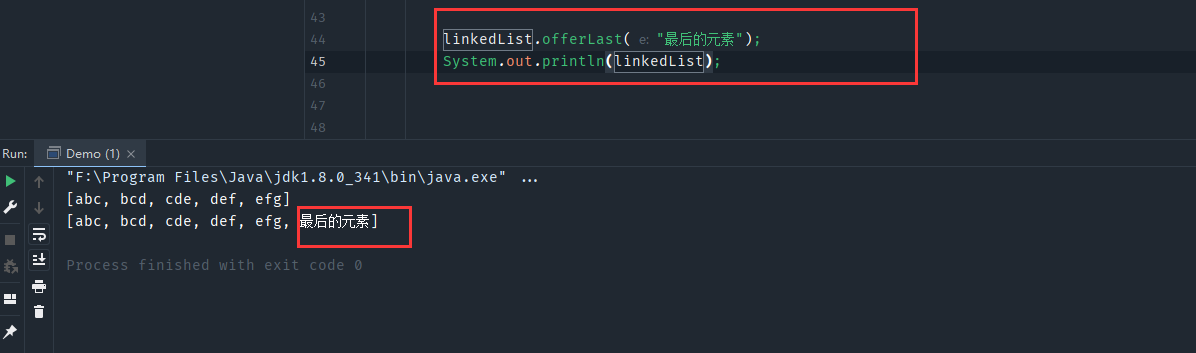 43
44 linkedList.offerLast( e: "最后的元素");
45 System.out.println(linkedList);
46
47
48
Run: Demo (1) ×
"F:\Program Files\Java\jdk1.8.0_341\bin\java.exe" ...
[abc, bcd, cde, def, efg]
[abc, bcd, cde, def, efg, 最后的元素]
Process finished with exit code 0